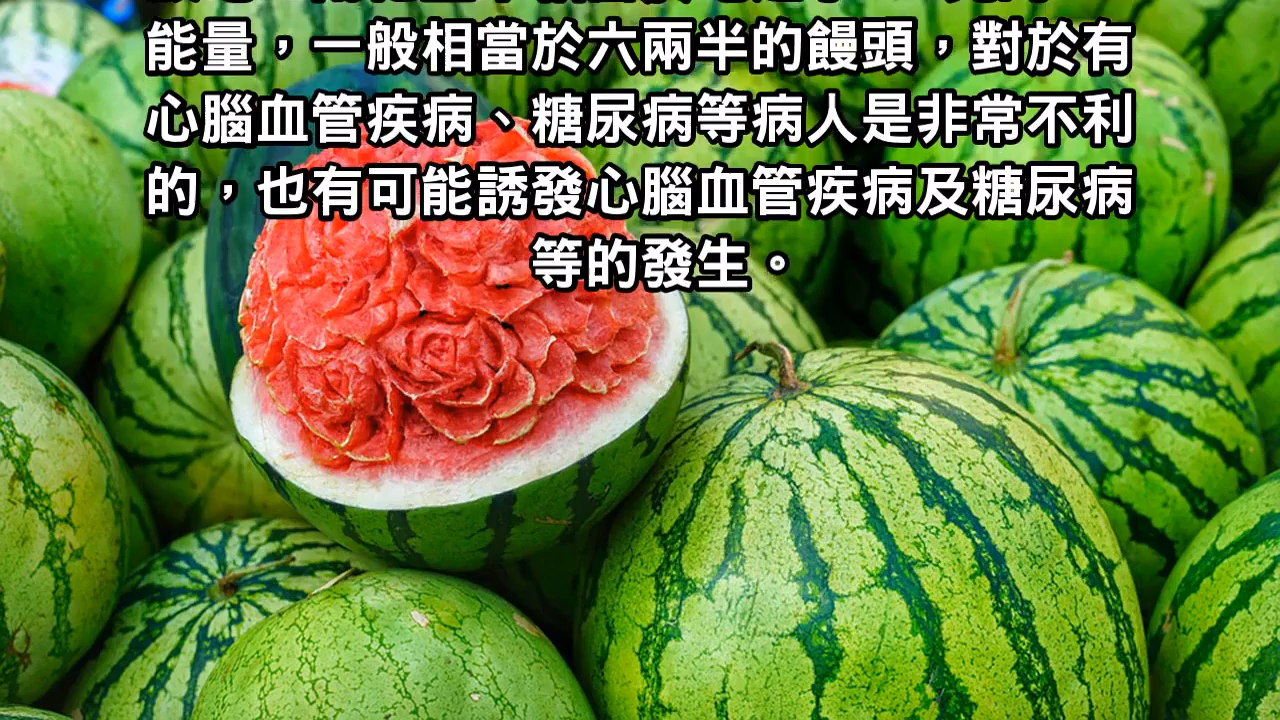 能量，一般相當於六兩半的饅頭，對於有
心腦血管疾病、糖尿病等病人是非常不利
的，也有可能誘發心腦血管疾病及糖尿病
等的發生。